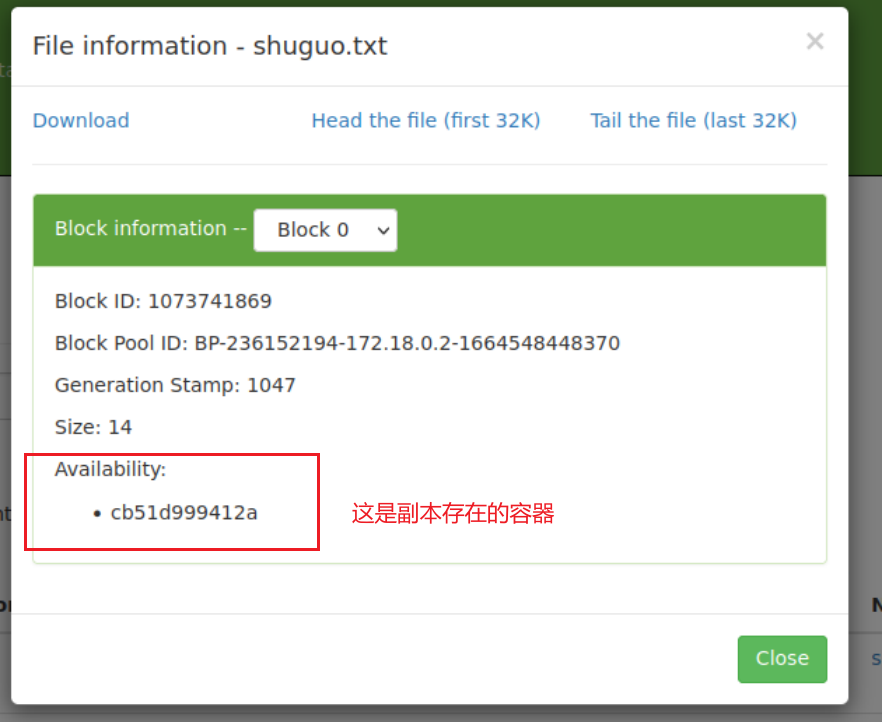 File information - shuguo.txt
×
Download Head the file (first 32K) Tail the file (last 32K)
Block information -- Block 0
Block ID: 1073741869
Block Pool ID: BP-236152194-172.18.0.2-1664548448370
Generation Stamp: 1047
Size: 14
Availability:
• cb51d999412a
这是副本存在的容器
Close